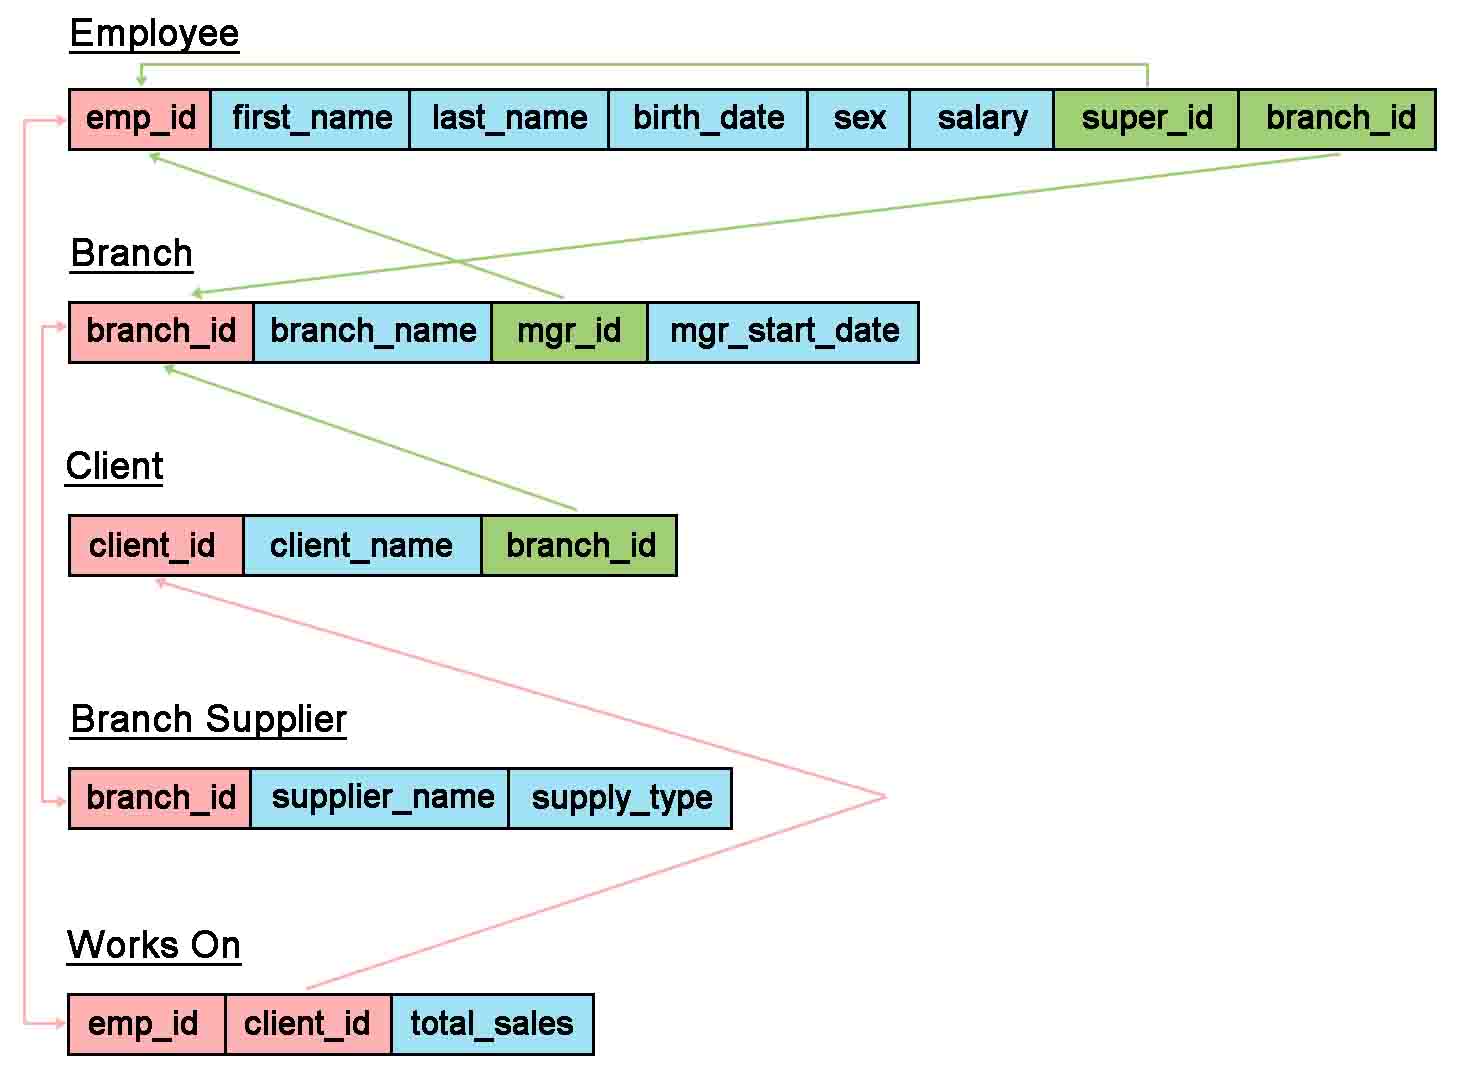 Employee
emp_id first_name last_name birth_date sex salary super_id branch_id
Branch
branch_id branch_name mgr_id mgr_start_date
Client
client_id client_name branch_id
Branch Supplier
branch_id supplier_name supply_type
Works On
emp_id client_id total_sales